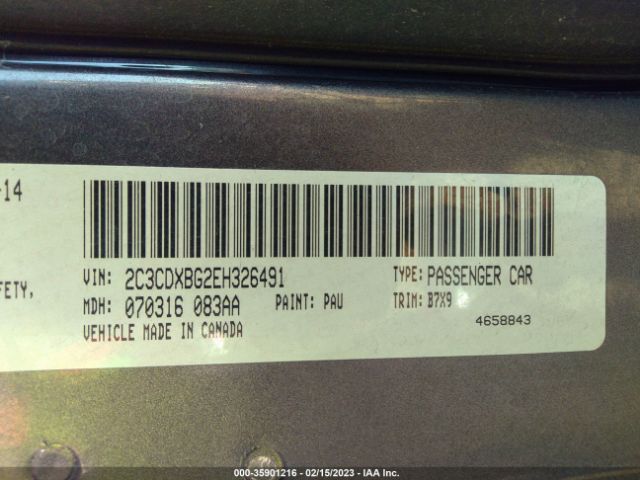 -14
VIN: 2C3CDXBG2EH326491
TYPE: PASSENGER CAR
FETY,
MDH: 070316 083AA
PAINT: PAU
TRIM: B7X9
VEHICLE MADE IN CANADA
4658843
000-35901216 - 02/15/2023 - IAA Inc.